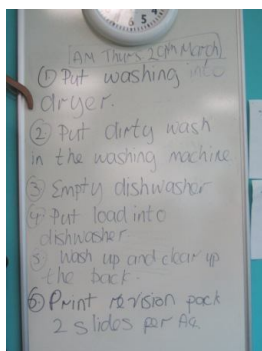 AM Thurs 20th March
① Put washing into
dryer.
② Put dirty wash
in the washing machine
③ Empty dishwasher
④ Put load into
dishwasher.
5 Wash up and clear up
the back.
⑥ Print revision pack
2 slides per A4.